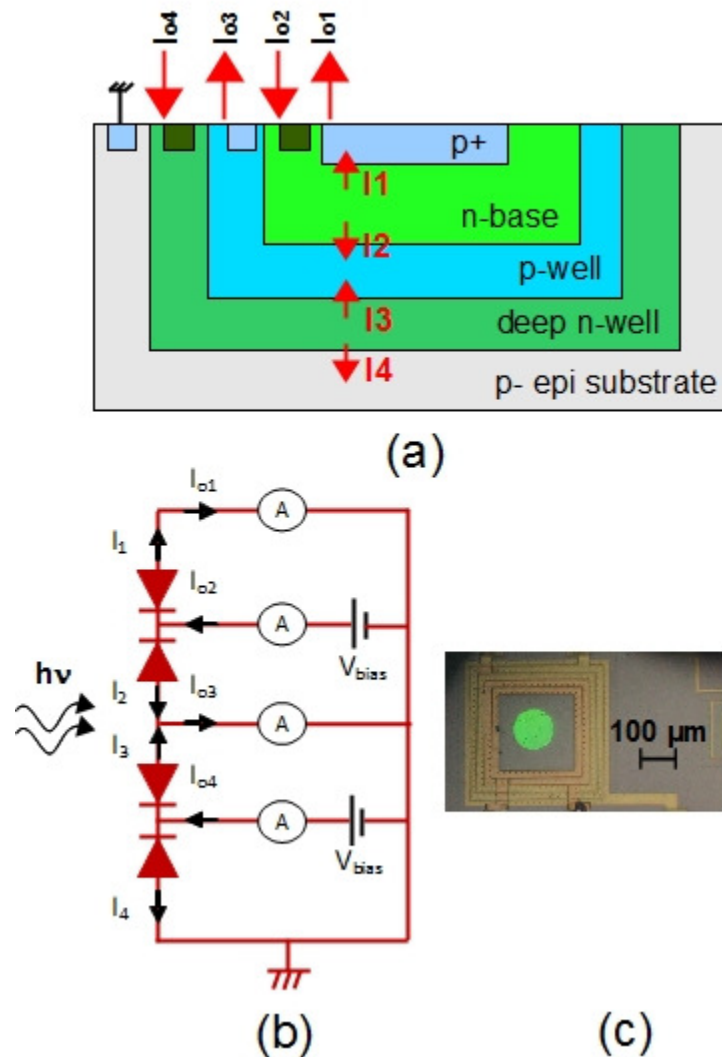 Io4 Io3 Io2 Io1
p+
I1
n-base
I2
p-well
I3
deep n-well
I4
p- epi substrate
(a)
Io1
A
I1
Io2
A
Vbias
hν
I2
Io3
A
I3
Io4
A
Vbias
I4
100 µm
(b)
(c)